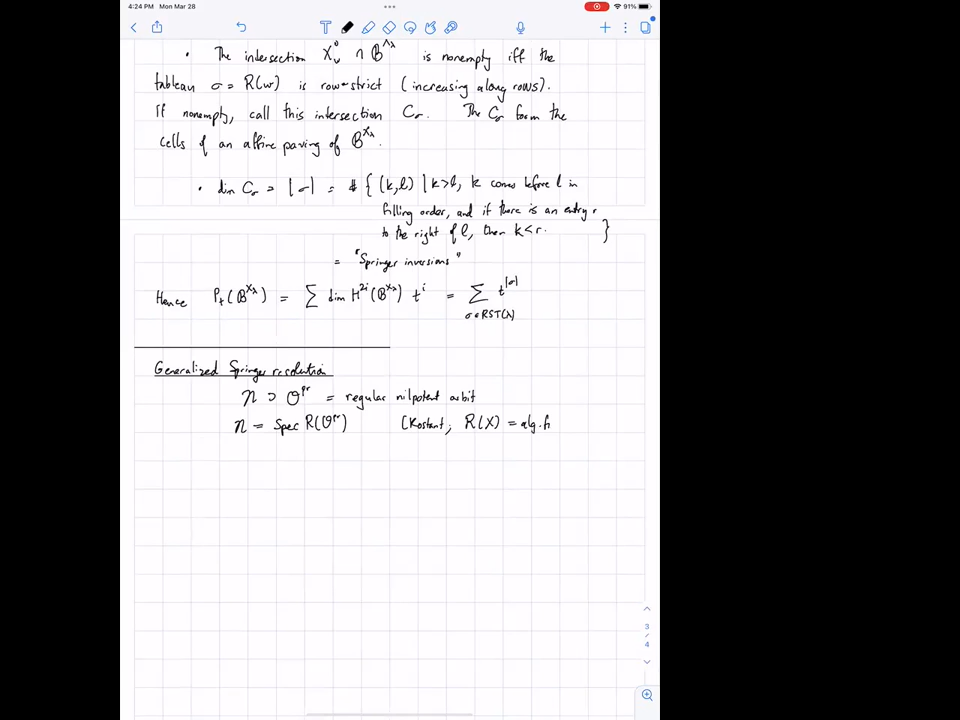 4:24 PM Mon Mar 28
91%
• The intersection X_v^0 ∩ B^{X_λ} is nonempty iff the
tableau σ = R(w) is row-strict (increasing along rows).
If nonempty, call this intersection C_σ. The C_σ form the
cells of an affine paving of B^{X_λ}.
• dim C_σ = |σ| = # { (k,l) | k>l, k comes before l in
filling order, and if there is an entry r
to the right of l, then k<r. }
= "Springer inversions"
Hence P_t(B^{X_λ}) = ∑ dim H^{2i}(B^{X_λ}) t^i = ∑ t^{|σ|}
σ∈RST(λ)
Generalized Springer resolution
N ⊃ O^{pr} = regular nilpotent orbit
N = Spec R(O^{pr}) (Kostant; R(X) = alg. f
3
/
4